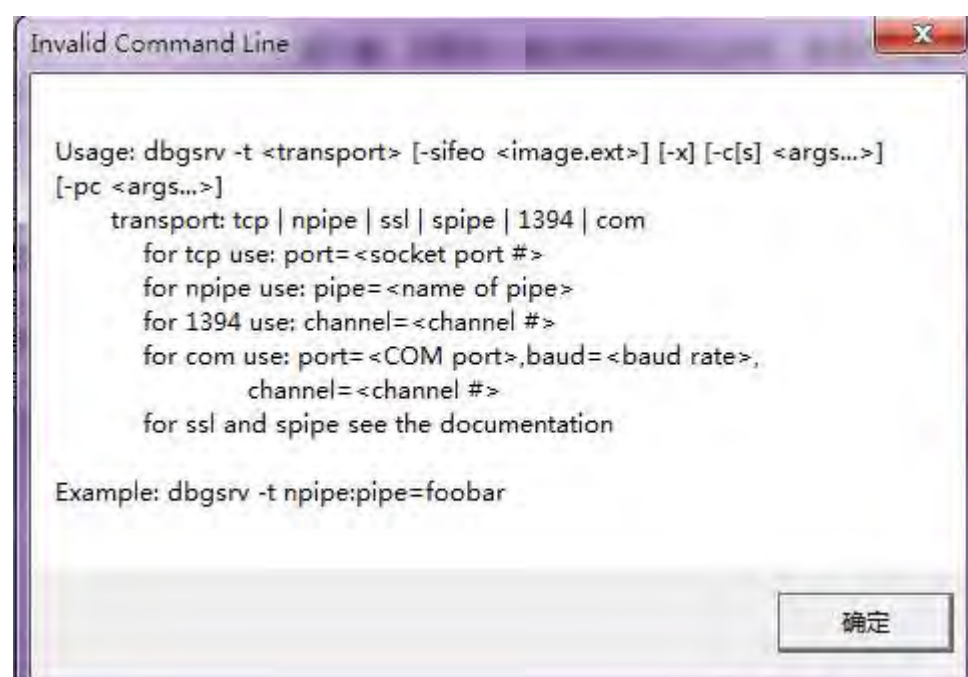 Invalid Command Line
Usage: dbgsrv -t <transport> [-sifeo <image.ext>] [-x] [-c[s] <args...>]
[-pc <args...>]
transport: tcp | npipe | ssl | spipe | 1394 | com
for tcp use: port=<socket port #>
for npipe use: pipe=<name of pipe>
for 1394 use: channel=<channel #>
for com use: port=<COM port>,baud=<baud rate>,
channel=<channel #>
for ssl and spipe see the documentation
Example: dbgsrv -t npipe:pipe=foobar
确定